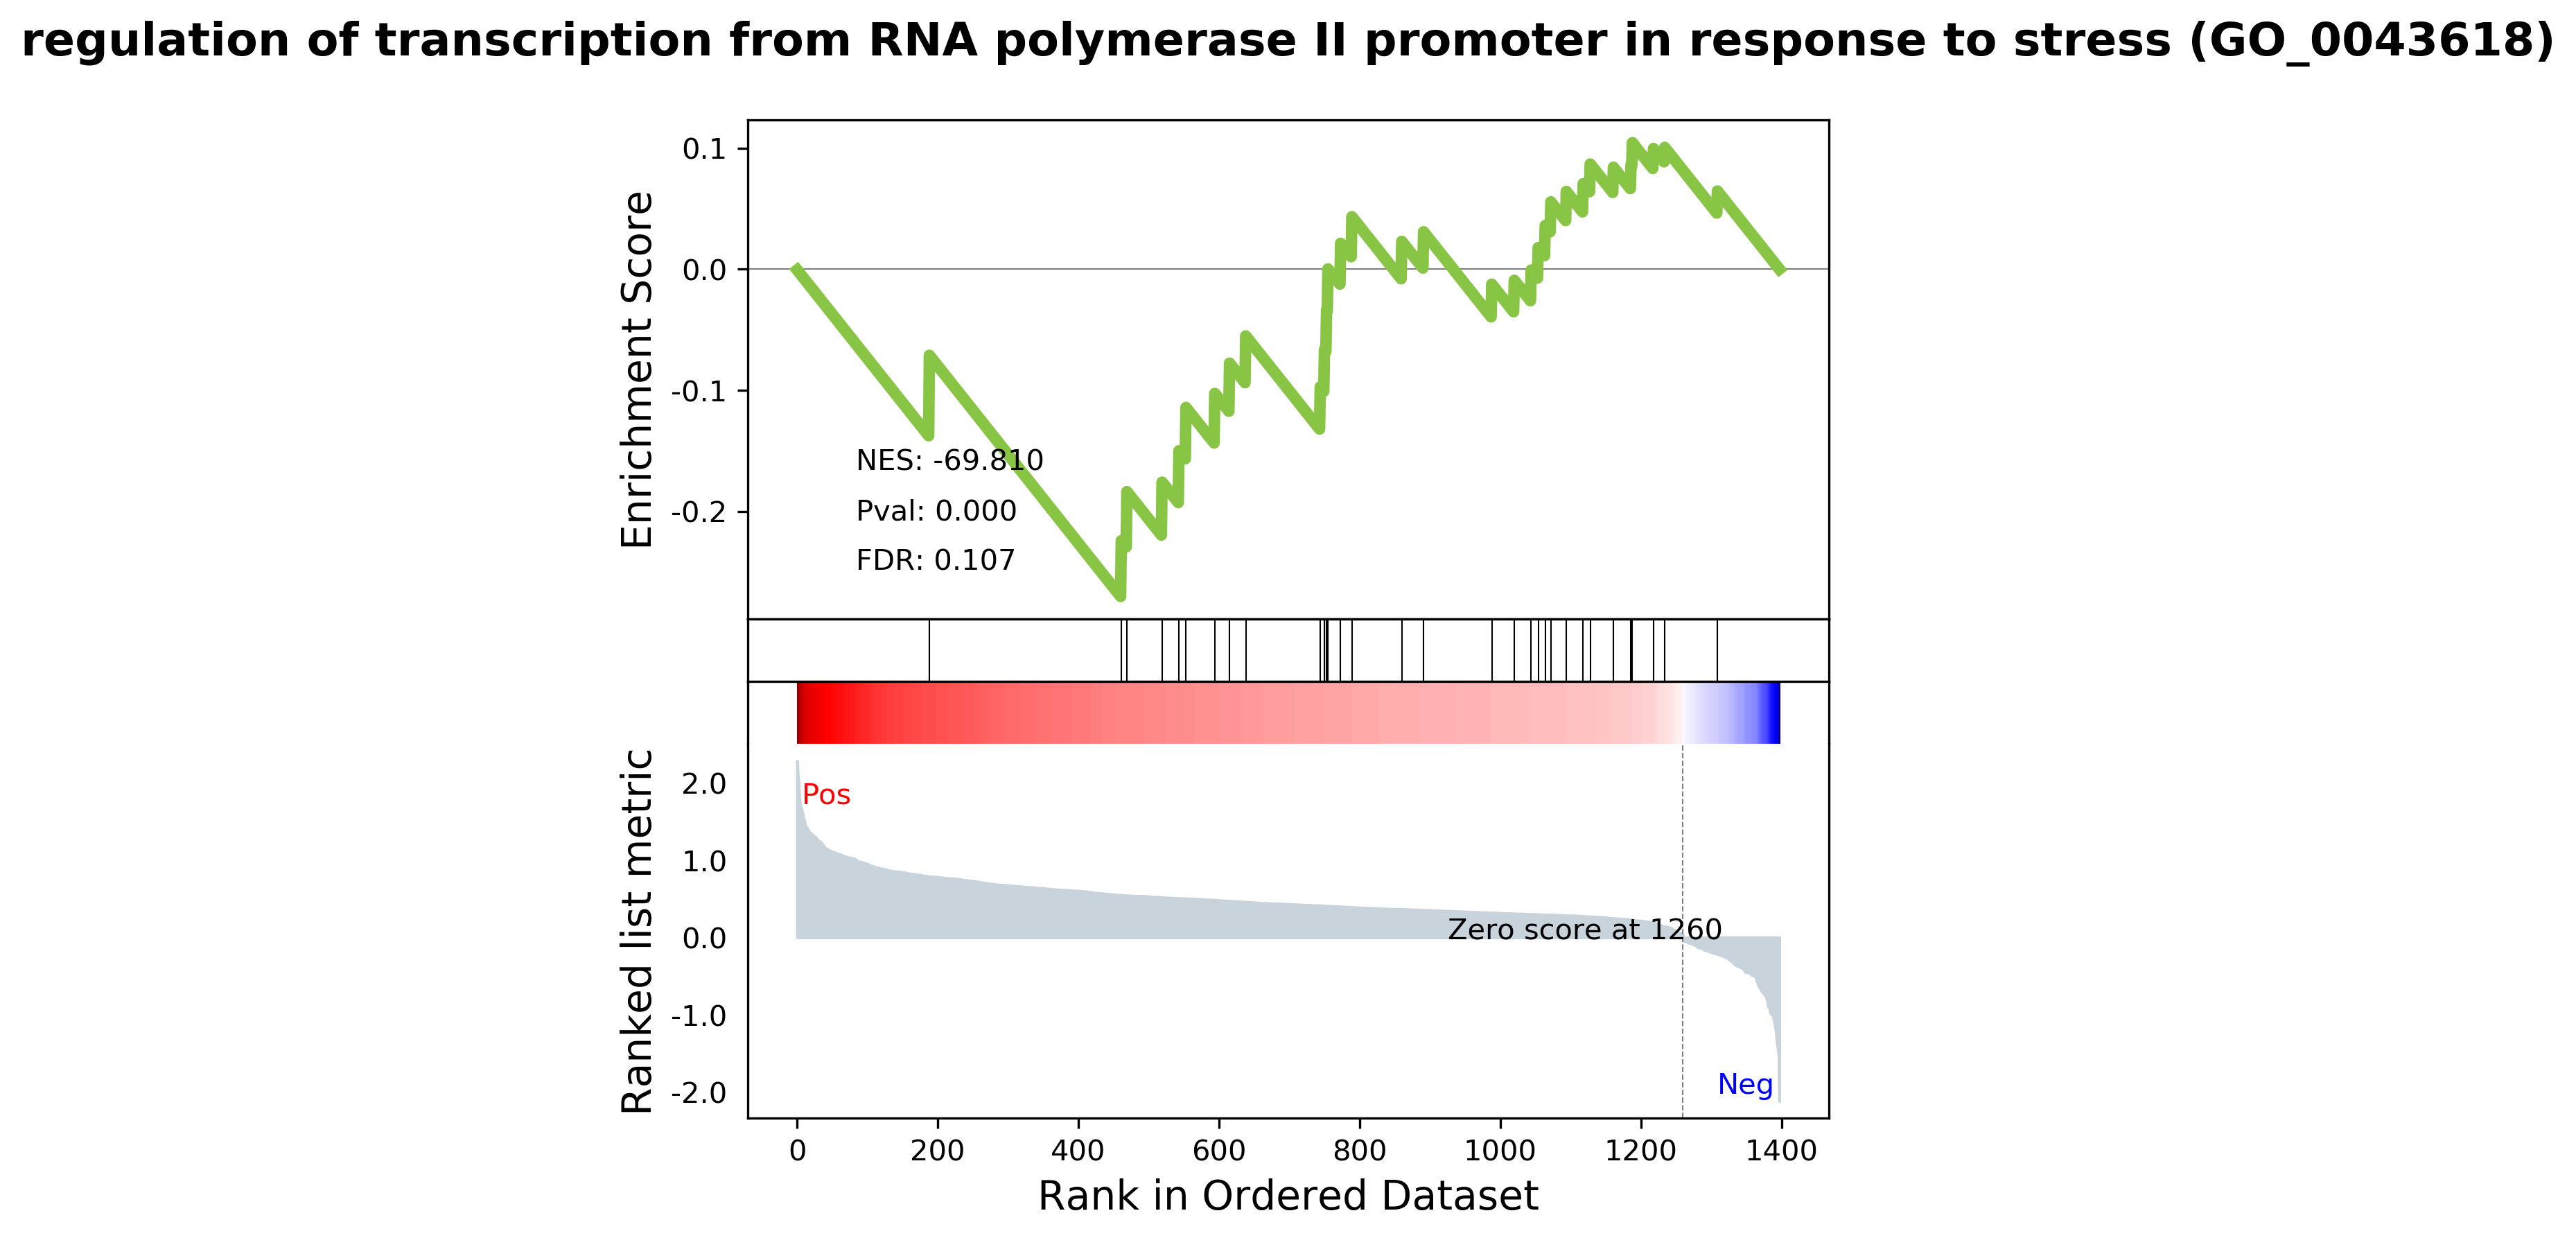 regulation of transcription from RNA polymerase II promoter in response to stress (GO_0043618)
Enrichment Score
0.1
0.0
-0.1
-0.2
NES: -69.810
Pval: 0.000
FDR: 0.107
Ranked list metric
2.0
1.0
0.0
-1.0
-2.0
Pos
Zero score at 1260
Neg
0 200 400 600 800 1000 1200 1400
Rank in Ordered Dataset